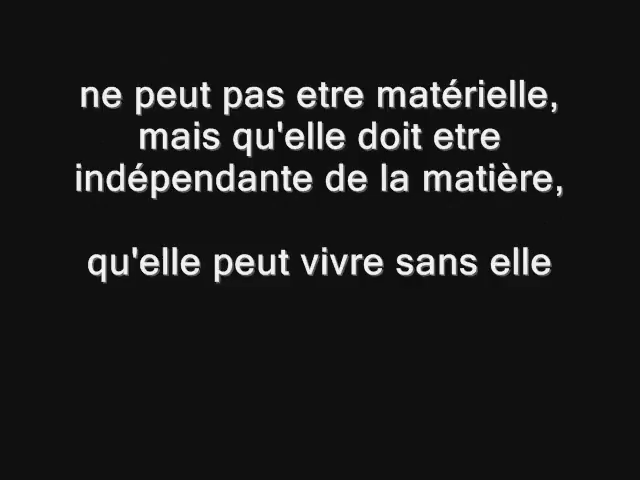 ne peut pas etre matérielle,
mais qu'elle doit etre
indépendante de la matière,
qu'elle peut vivre sans elle